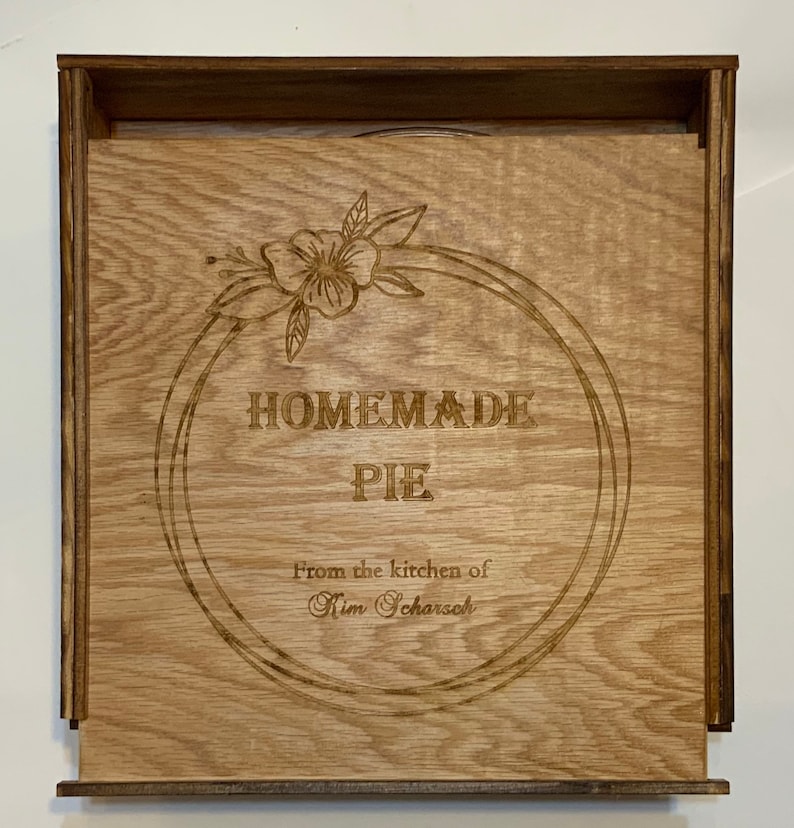 HOMEMADE
PIE
From the kitchen of
Kim Scharsch